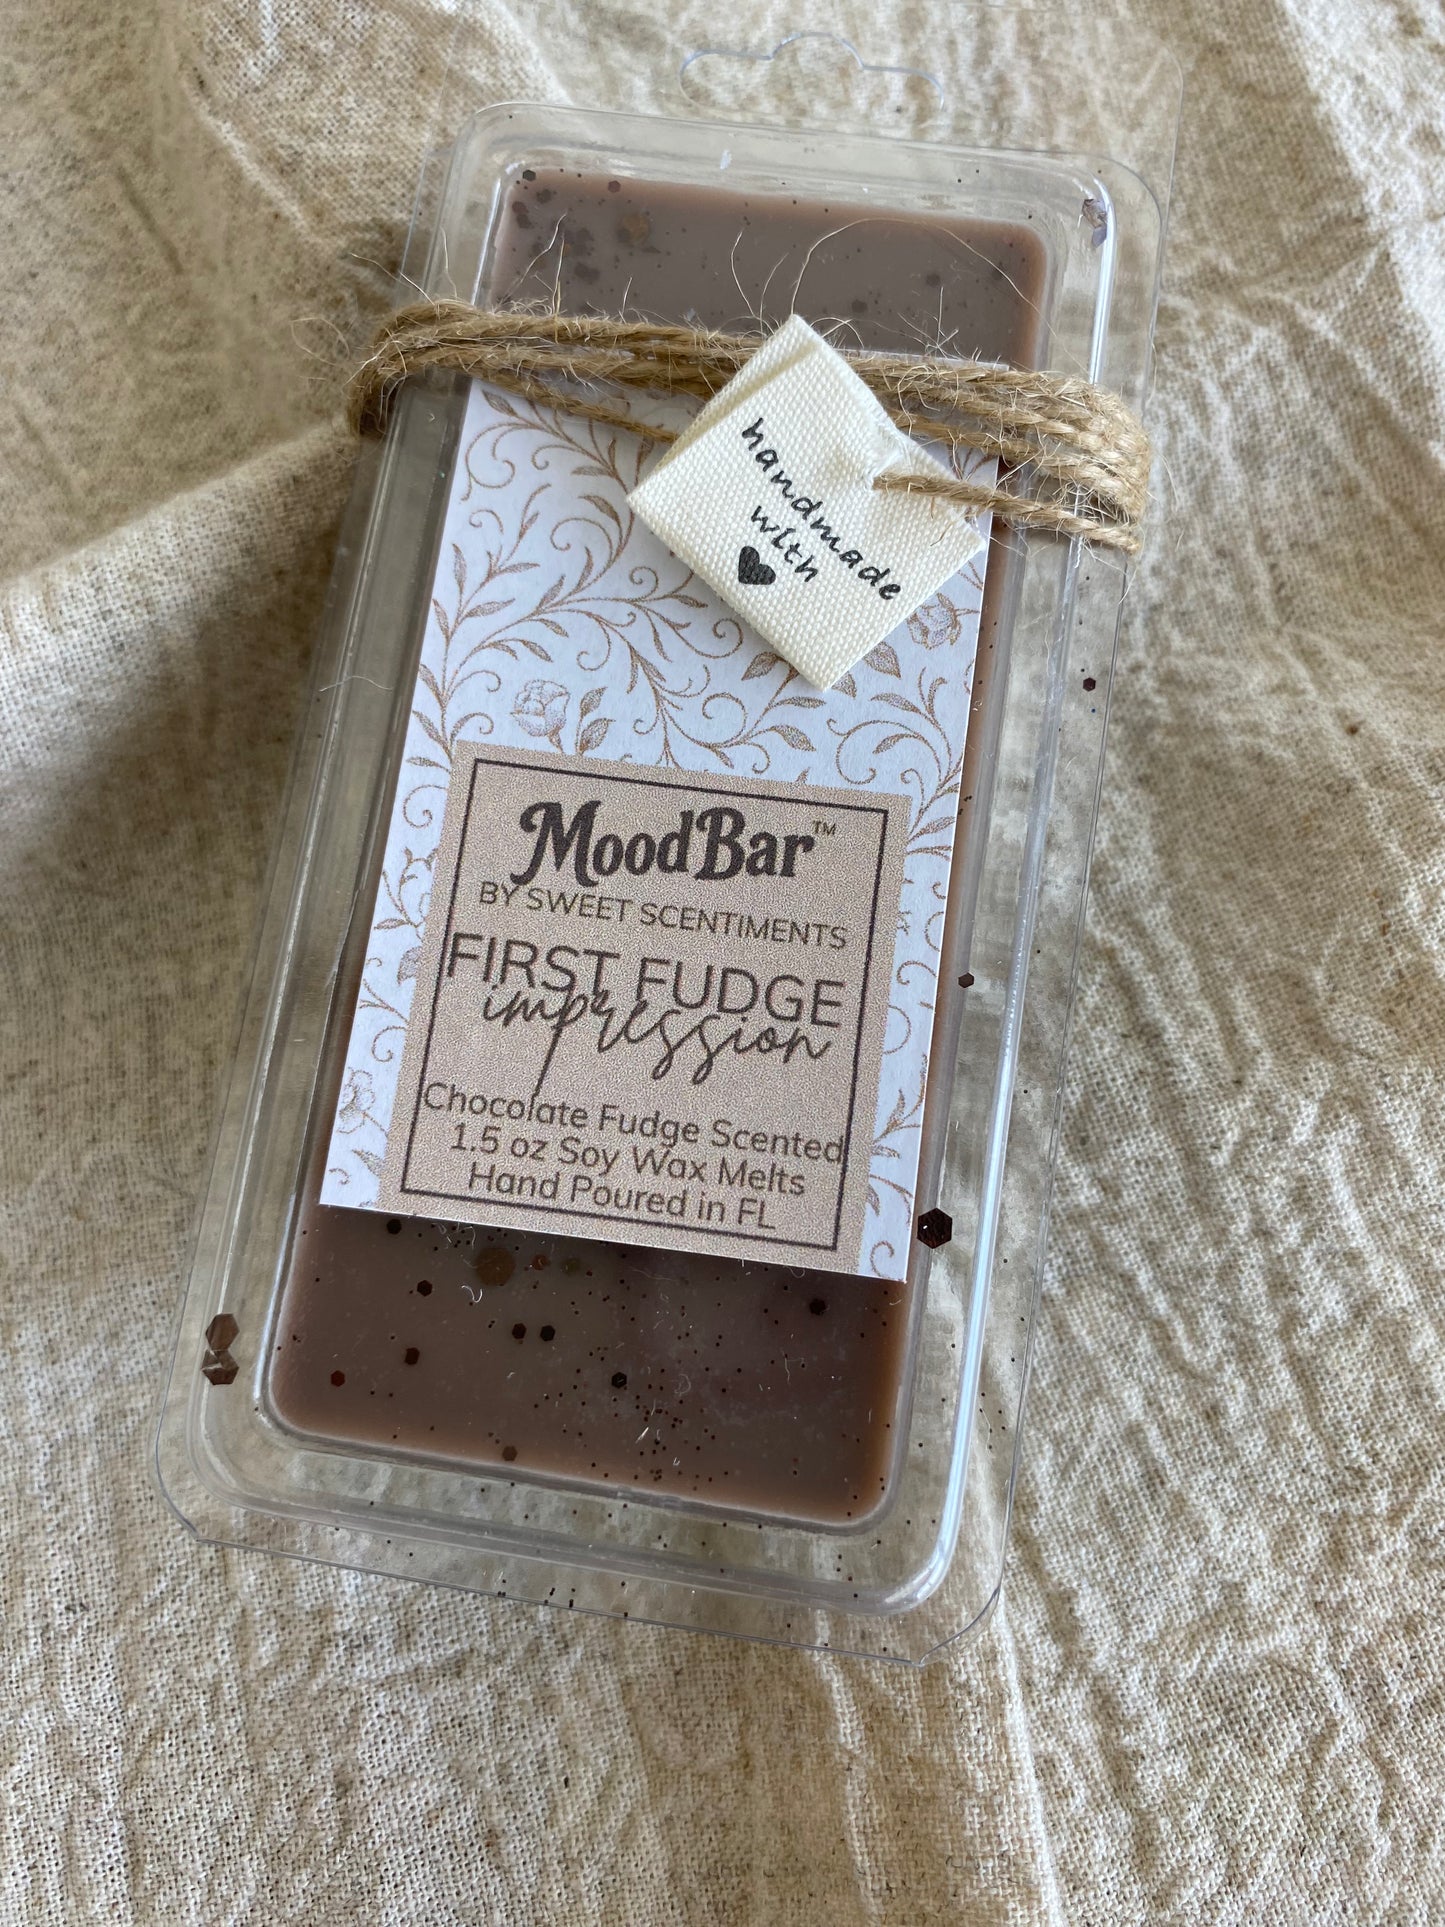 handmade
with
MoodBar™
BY SWEET SCENTIMENTS
FIRST FUDGE
impression
Chocolate Fudge Scented
1.5 oz Soy Wax Melts
Hand Poured in FL